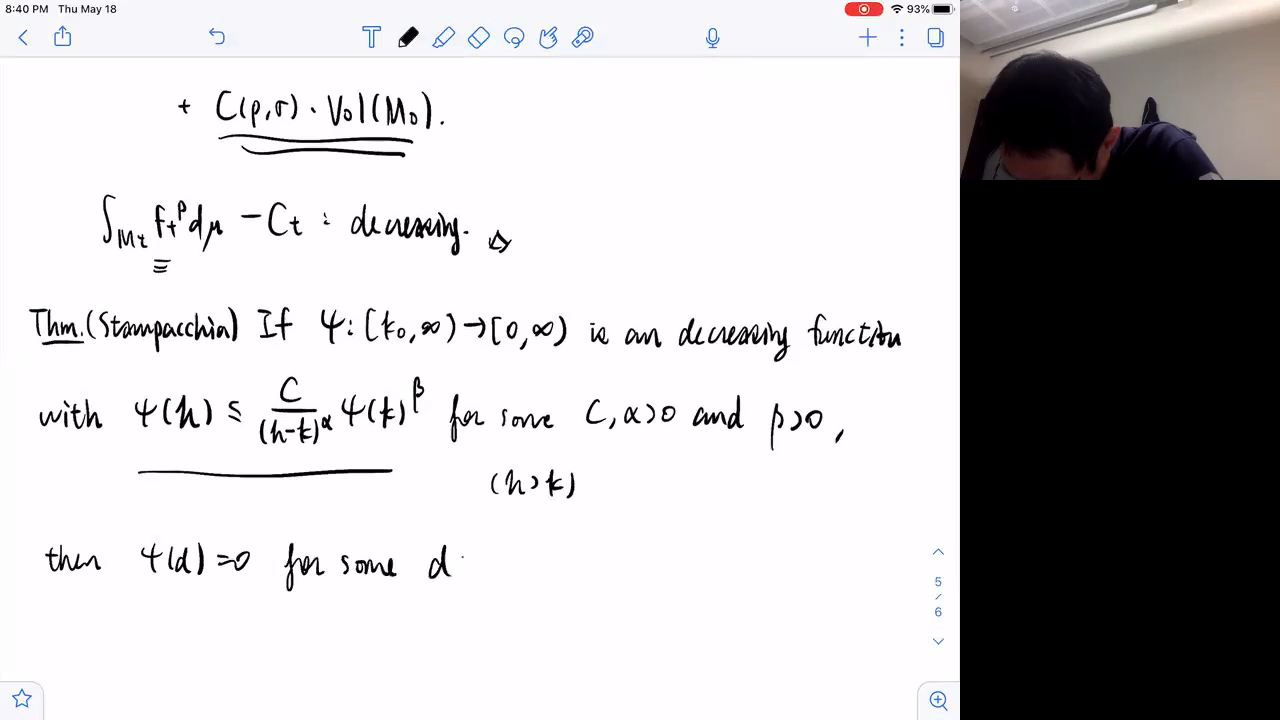 8:40 PM Thu May 18
93%
+ C(p,σ) · Vol(M₀).
∫_{M_t} f_t^p dμ − Ct : decreasing.
Thm. (Stampacchia) If Ψ: [k₀,∞) → [0,∞) is an decreasing function
with Ψ(h) ≤ C/(h-k)^α Ψ(k)^β for some C, α>0 and β>0,
(h>k)
then Ψ(d) = 0 for some d
5
/
6